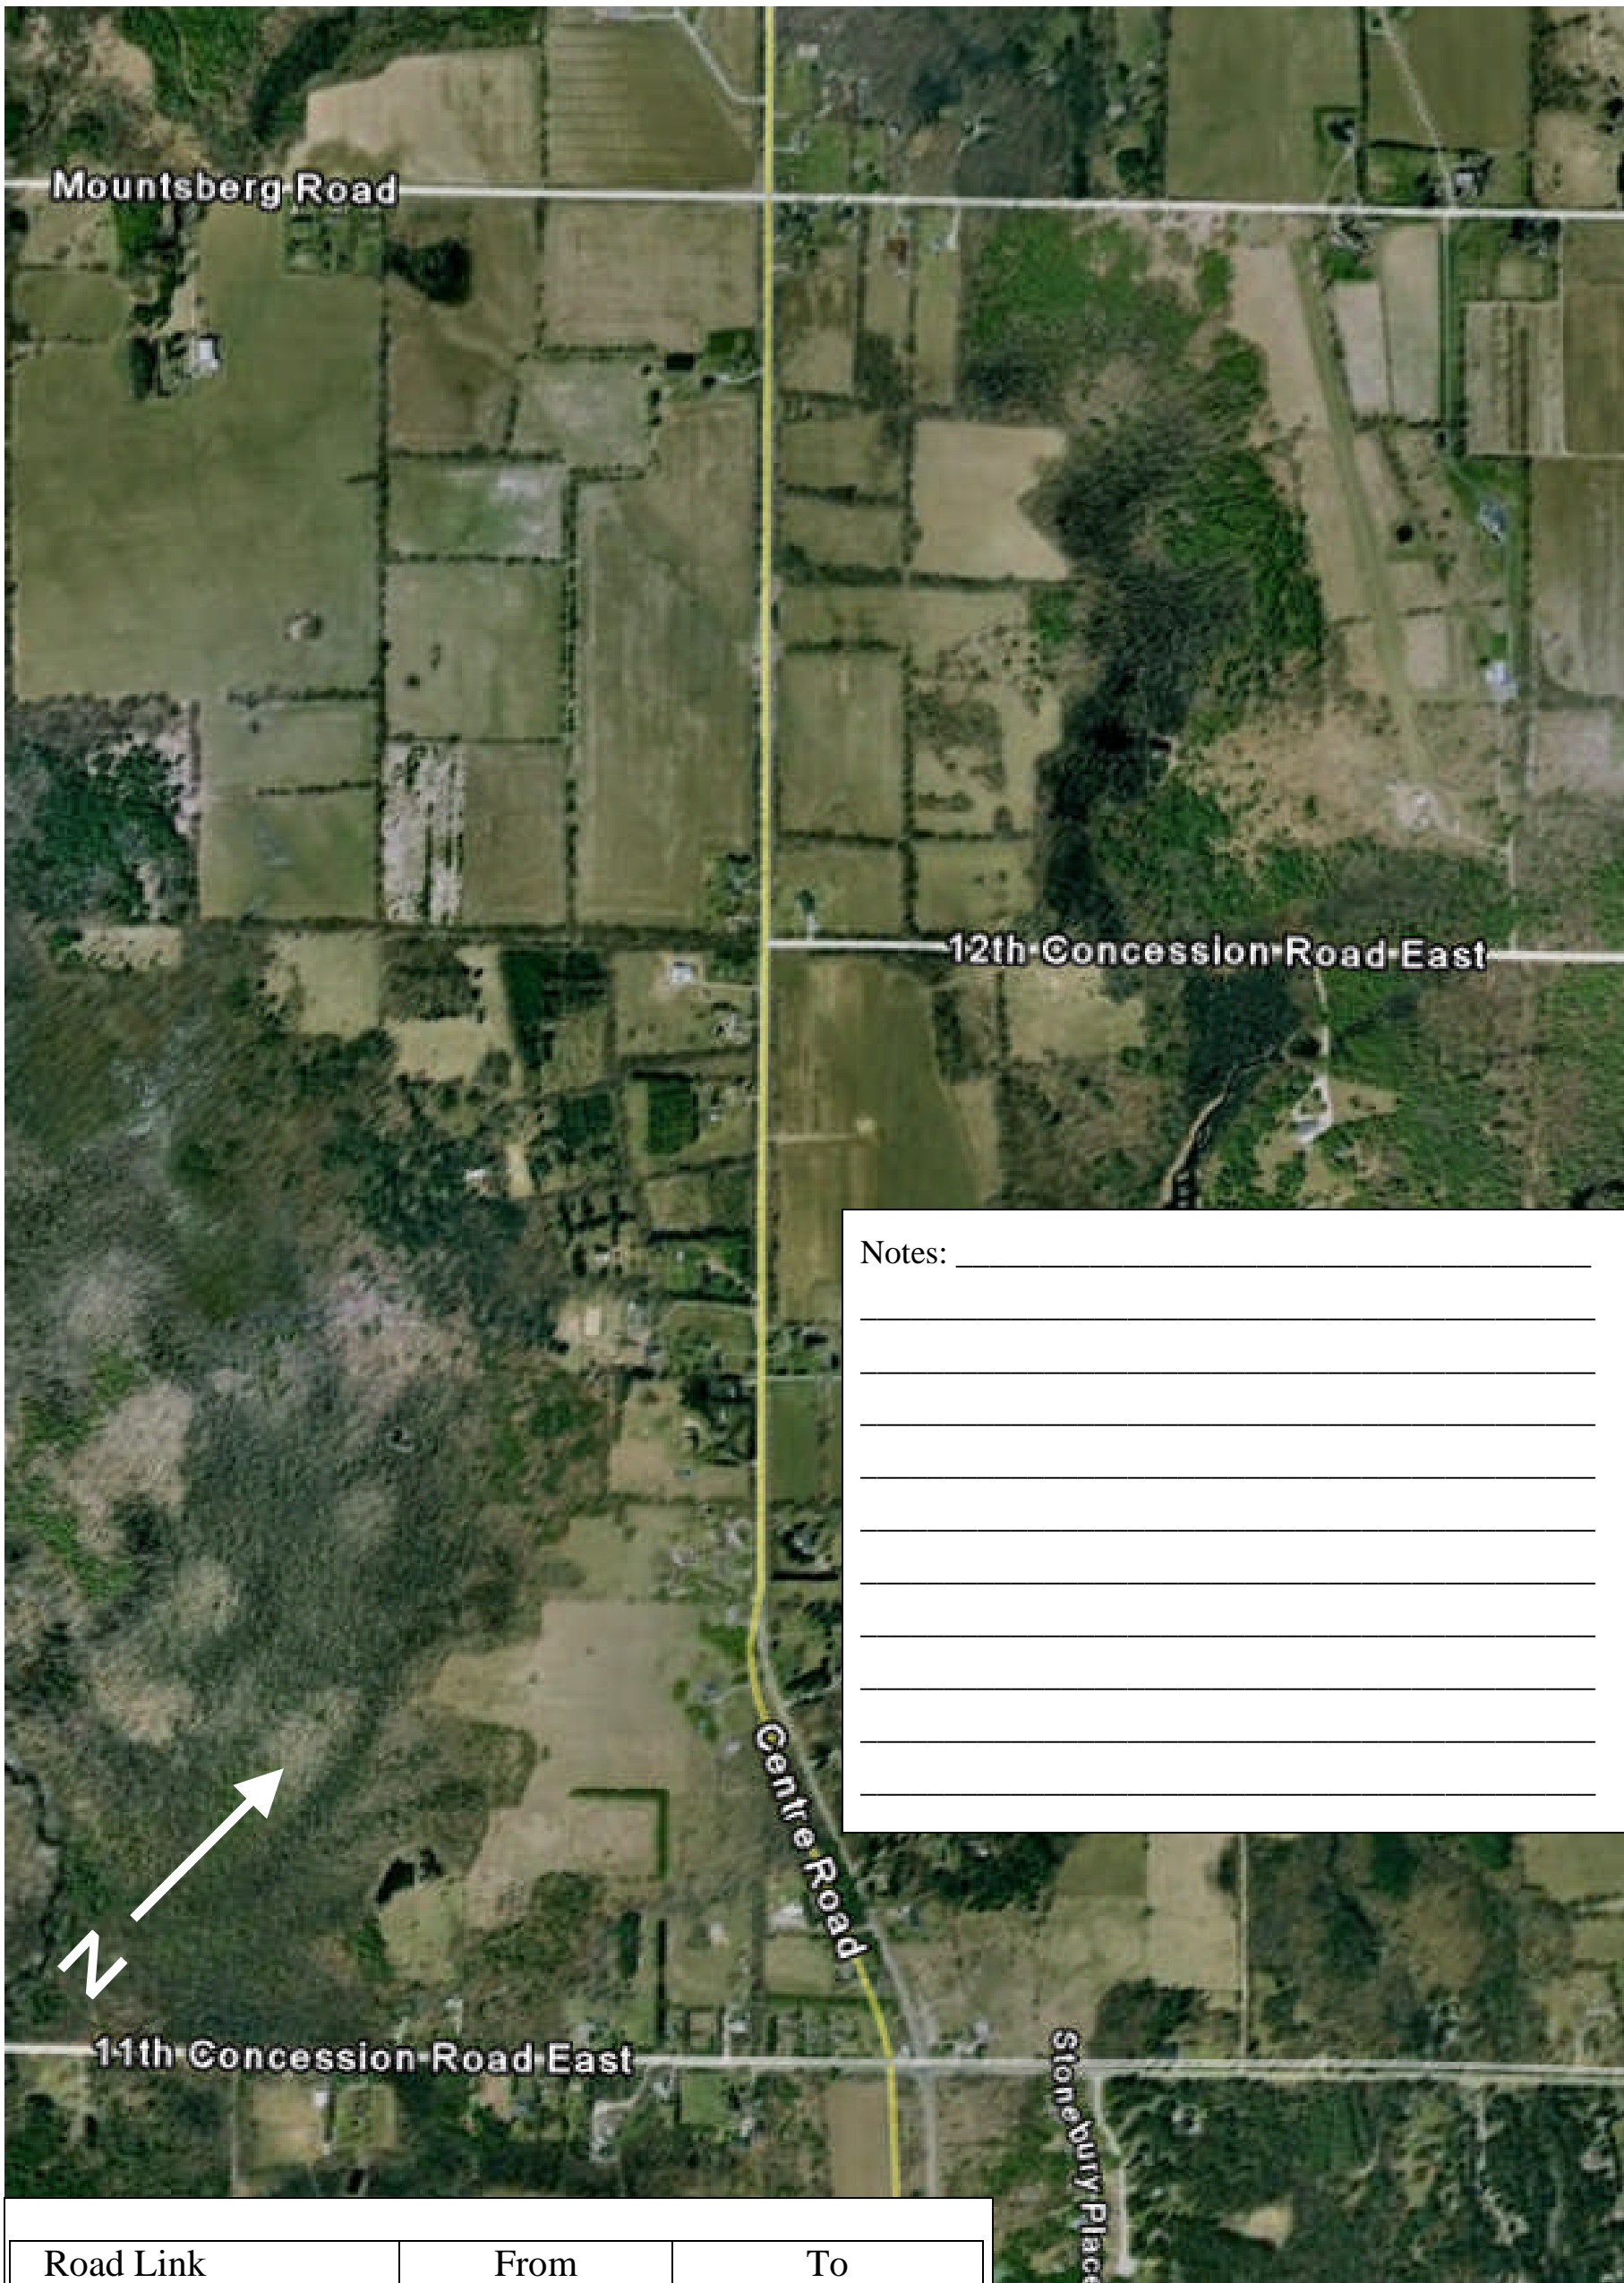 Mountsberg Road
12th Concession Road East
Notes: ______________________________________
Centre Road
N
11th Concession Road East
Stonebury Place
Road Link From To